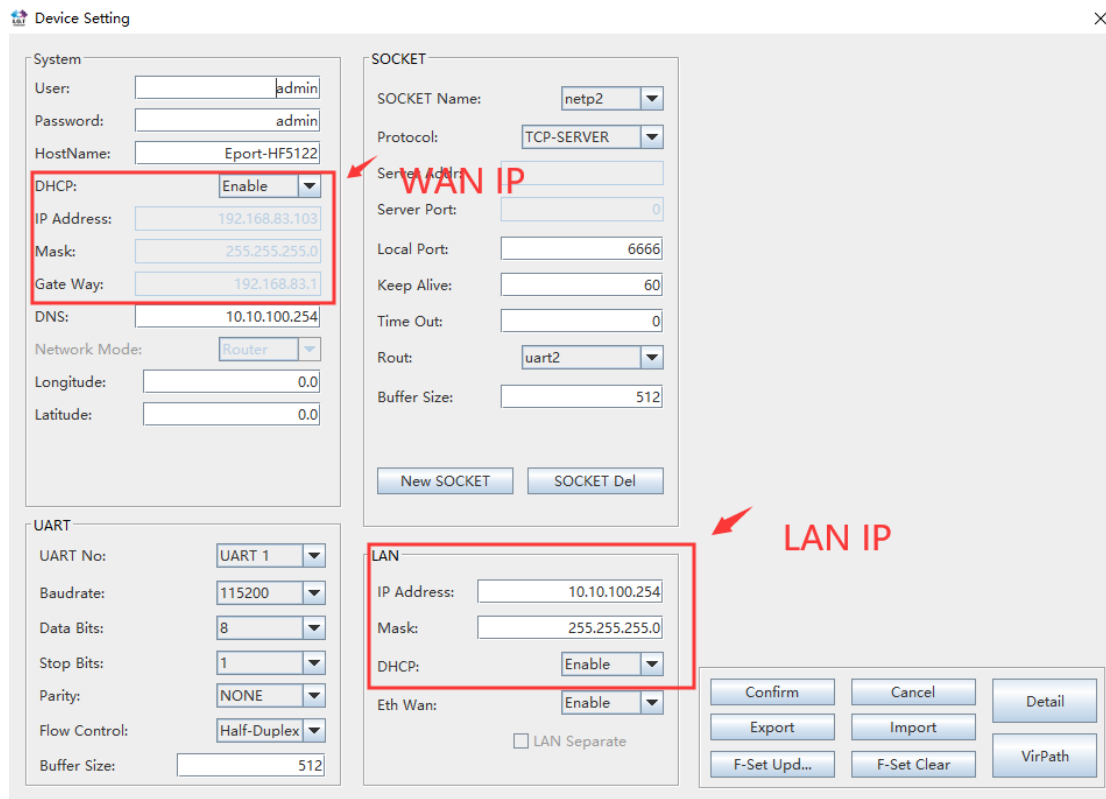 Device Setting
System
User: admin
Password: admin
HostName: Eport-HF5122
DHCP: Enable
IP Address: 192.168.83.103
Mask: 255.255.255.0
Gate Way: 192.168.83.1
DNS: 10.10.100.254
Network Mode: Router
Longitude: 0.0
Latitude: 0.0
WAN IP
SOCKET
SOCKET Name: netp2
Protocol: TCP-SERVER
Server Addr:
Server Port: 0
Local Port: 6666
Keep Alive: 60
Time Out: 0
Rout: uart2
Buffer Size: 512
New SOCKET SOCKET Del
UART
UART No: UART 1
Baudrate: 115200
Data Bits: 8
Stop Bits: 1
Parity: NONE
Flow Control: Half-Duplex
Buffer Size: 512
LAN IP
LAN
IP Address: 10.10.100.254
Mask: 255.255.255.0
DHCP: Enable
Eth Wan: Enable
LAN Separate
Confirm Cancel Detail
Export Import
F-Set Upd... F-Set Clear VirPath